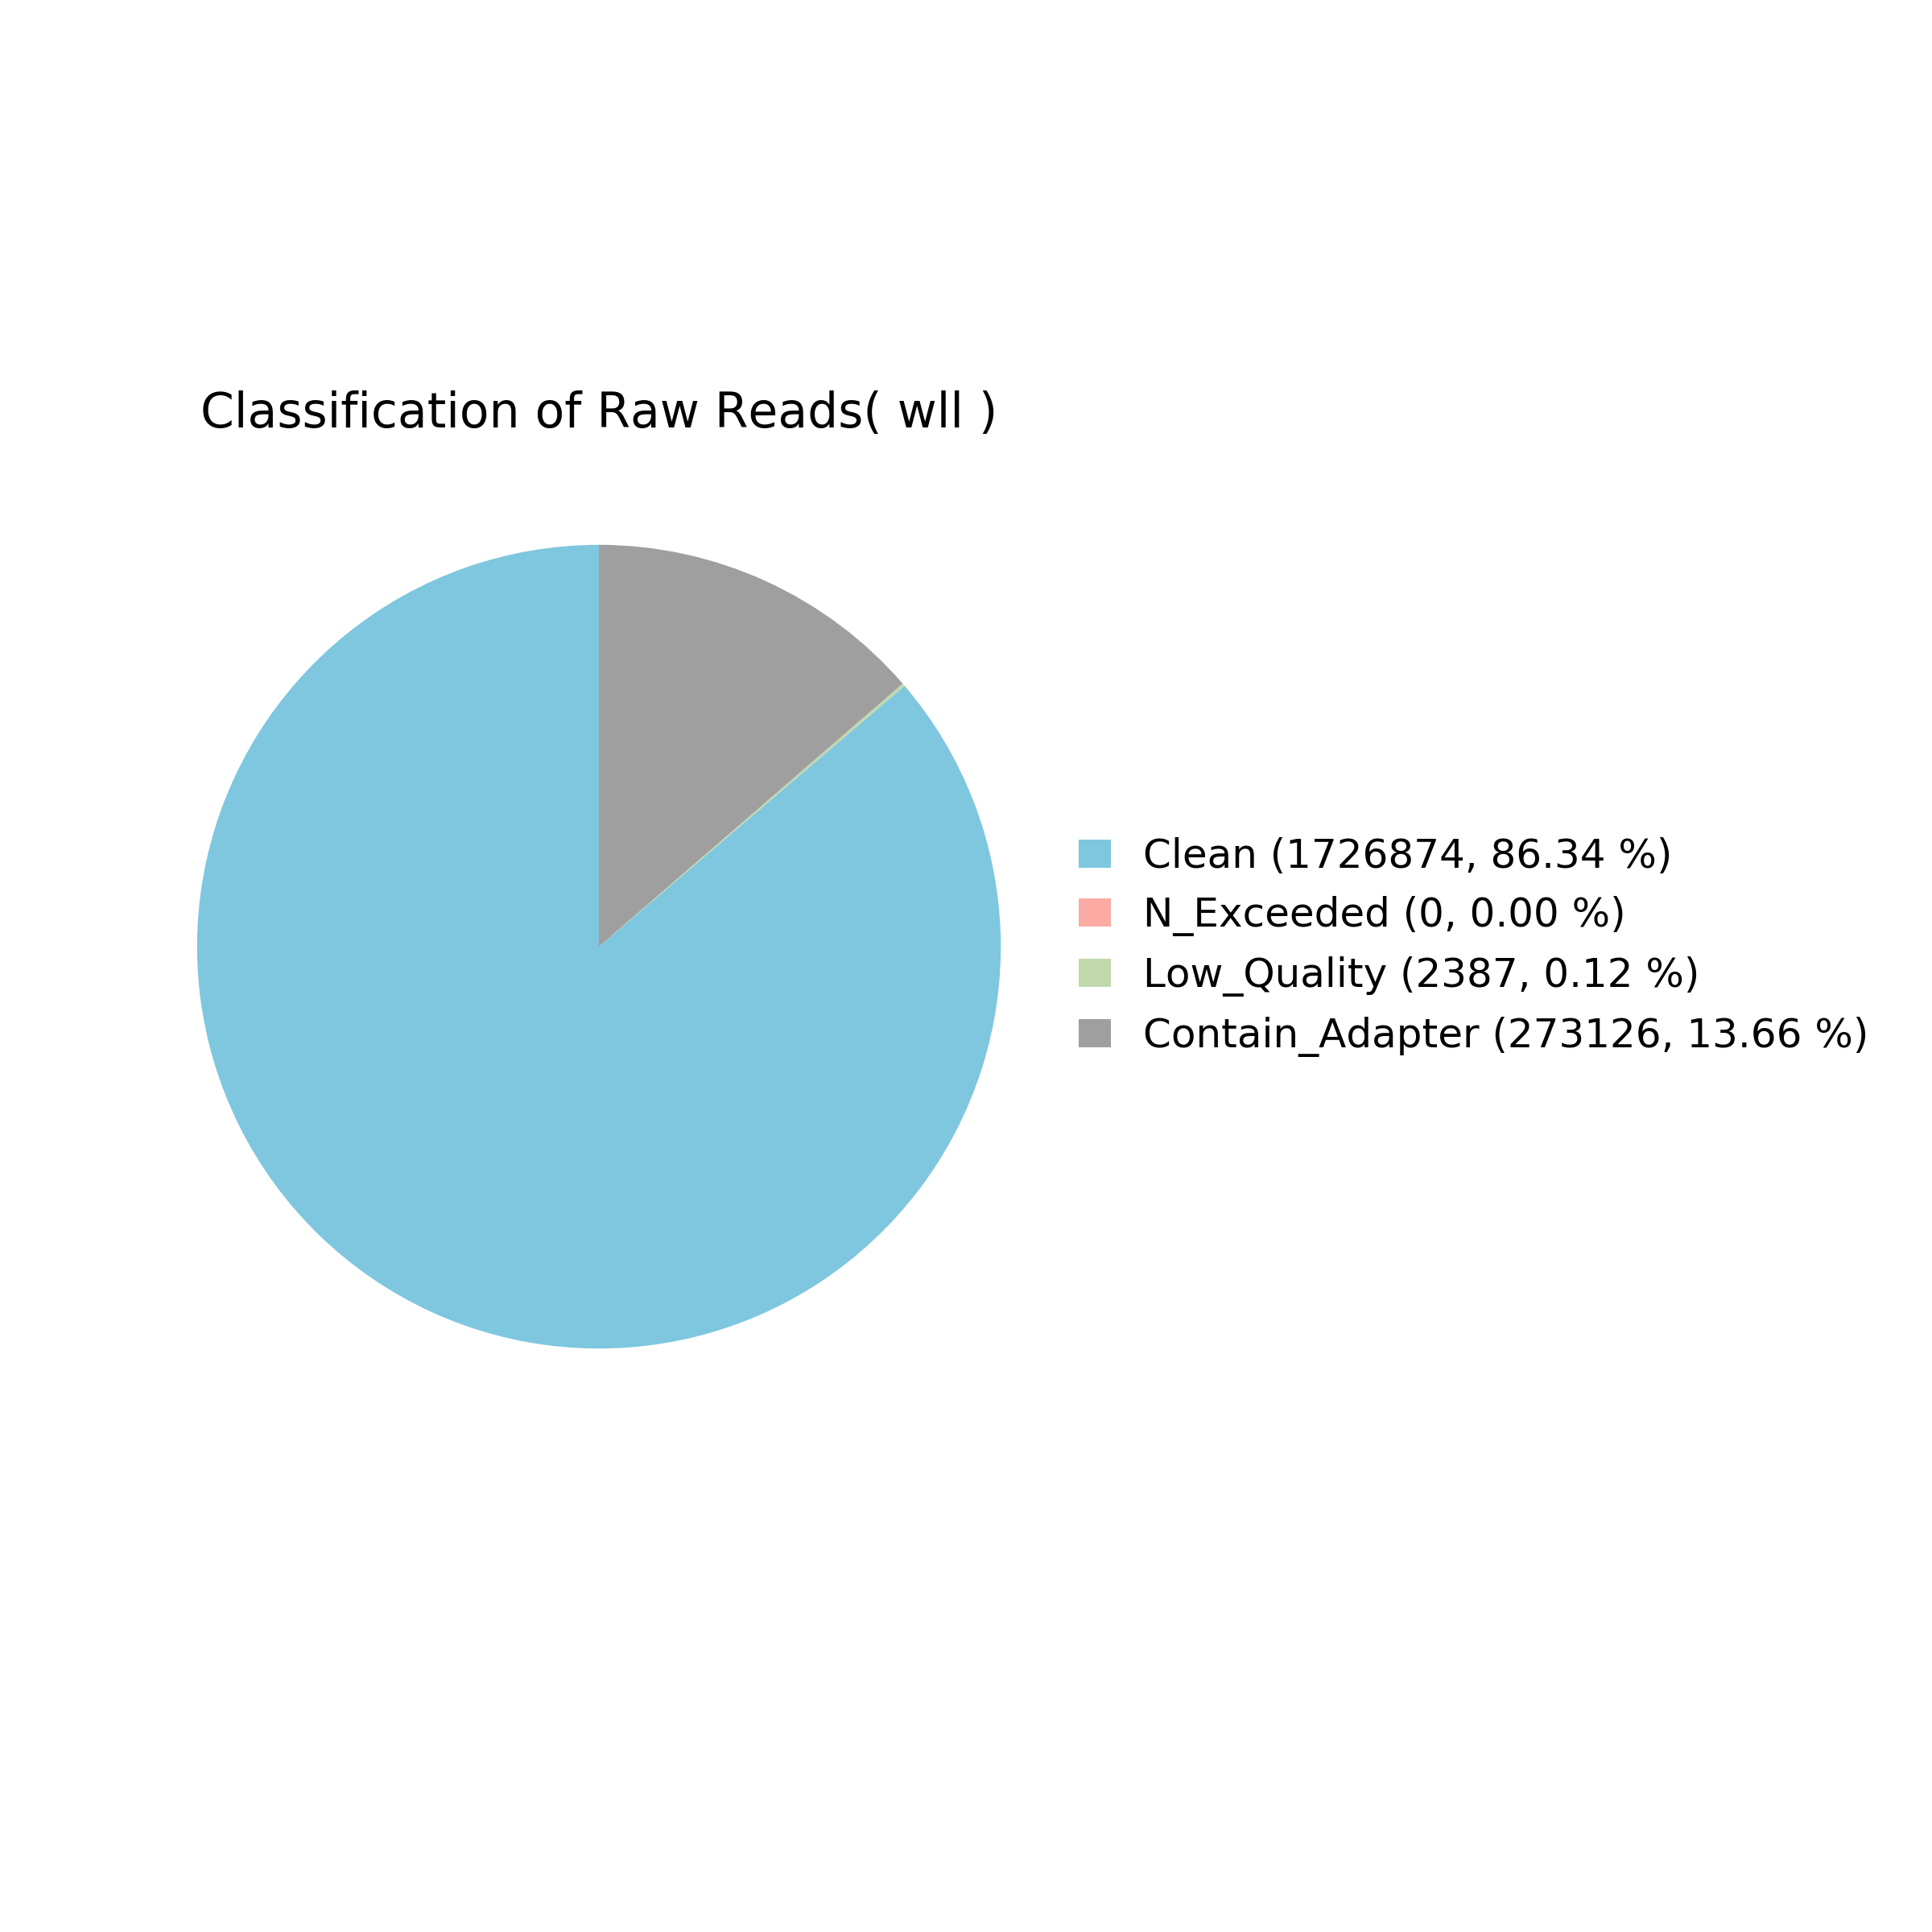 Classification of Raw Reads( wll )
Clean (1726874, 86.34 %)
N_Exceeded (0, 0.00 %)
Low_Quality (2387, 0.12 %)
Contain_Adapter (273126, 13.66 %)